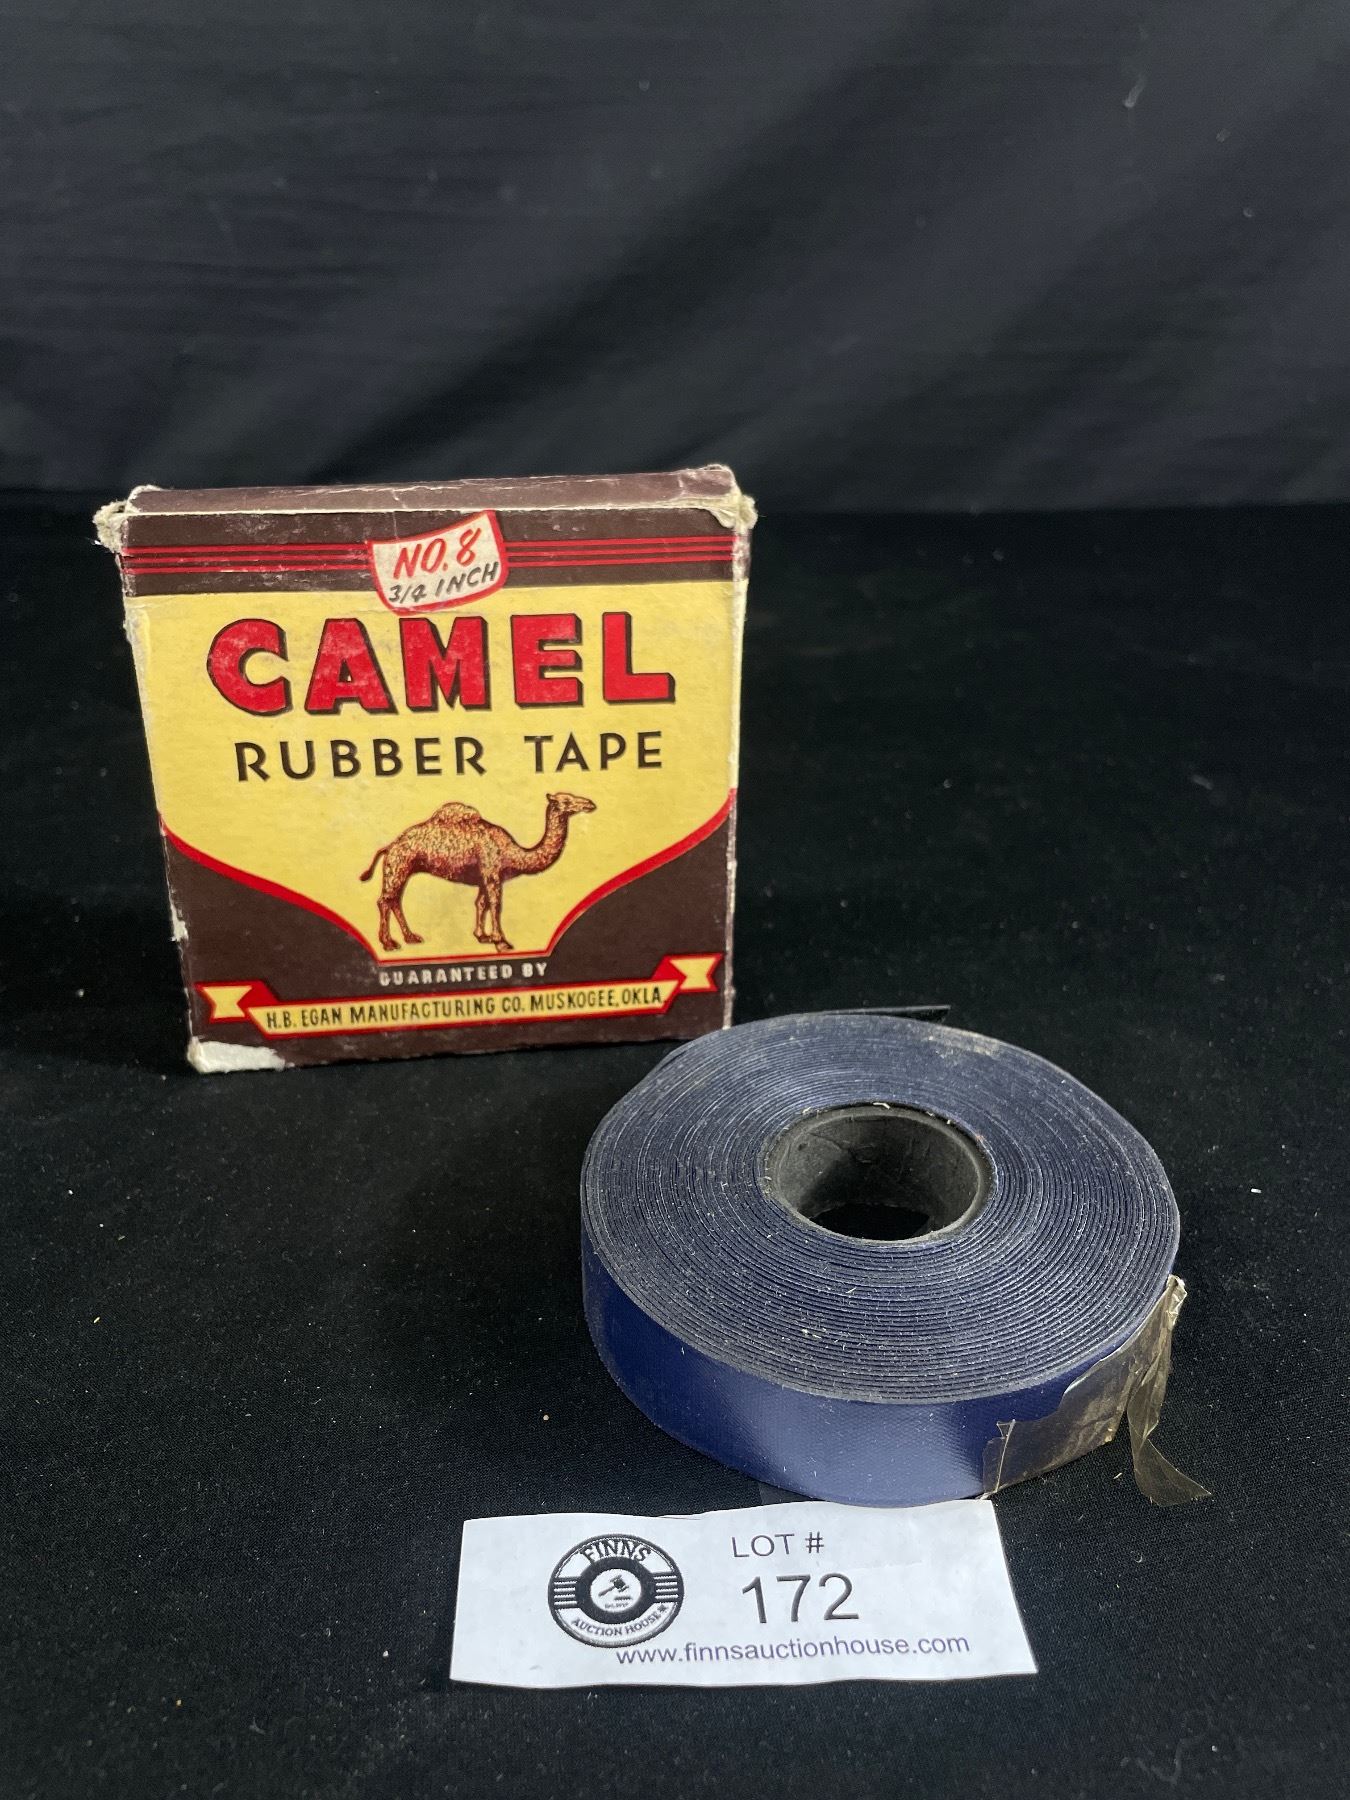 NO. 8
3/4 INCH
CAMEL
RUBBER TAPE
GUARANTEED BY
H.B. EGAN MANUFACTURING CO. MUSKOGEE, OKLA.
FINNS
AUCTION HOUSE
LOT #
172
www.finnsauctionhouse.com